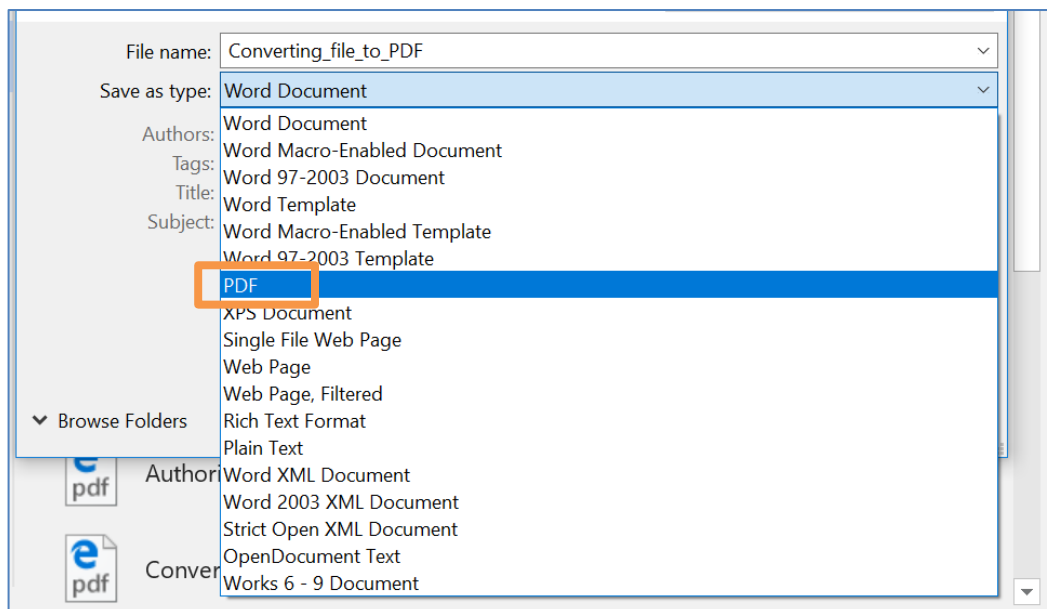 File name: Converting_file_to_PDF
Save as type: Word Document
Authors:
Tags:
Title:
Subject:
Word Document
Word Macro-Enabled Document
Word 97-2003 Document
Word Template
Word Macro-Enabled Template
Word 97-2003 Template
PDF
XPS Document
Single File Web Page
Web Page
Web Page, Filtered
Rich Text Format
Plain Text
Word XML Document
Word 2003 XML Document
Strict Open XML Document
OpenDocument Text
Works 6 - 9 Document
Browse Folders
pdf Authori
pdf Conver